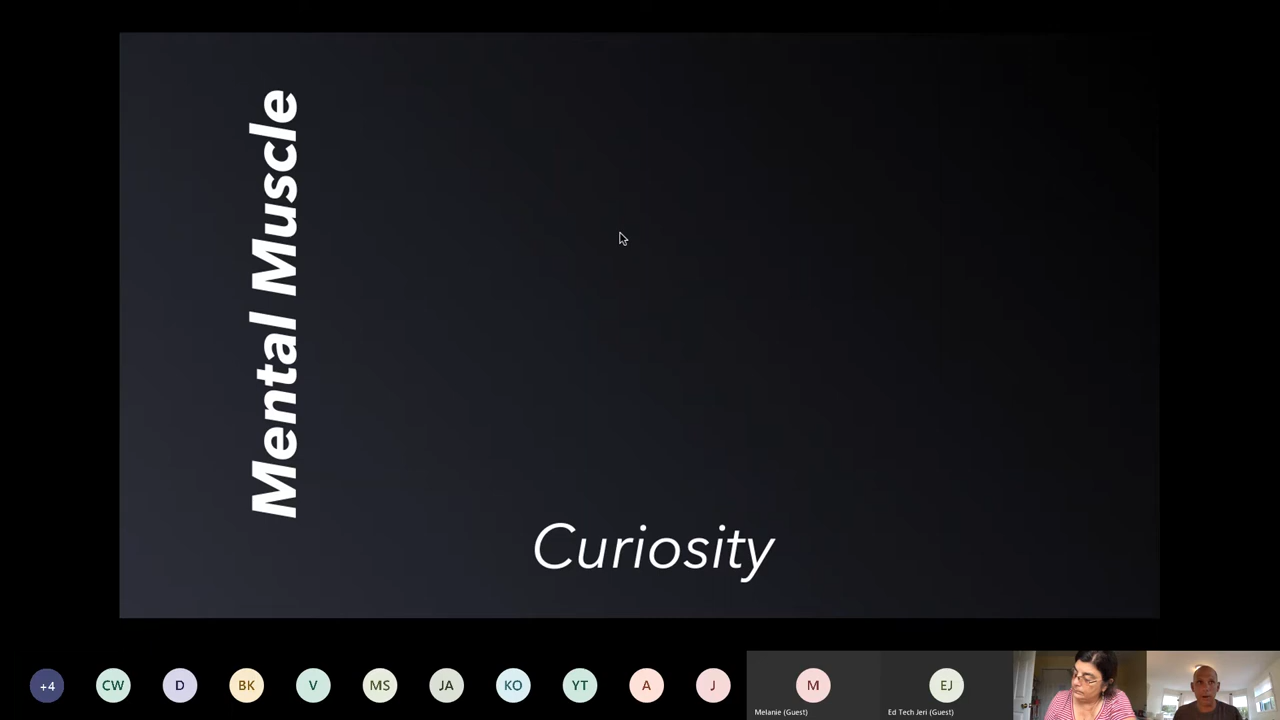 Mental Muscle
Curiosity
+4
CW
D
BK
V
MS
JA
KO
YT
A
J
M
EJ
Melanie (Guest)
Ed Tech Jeri (Guest)